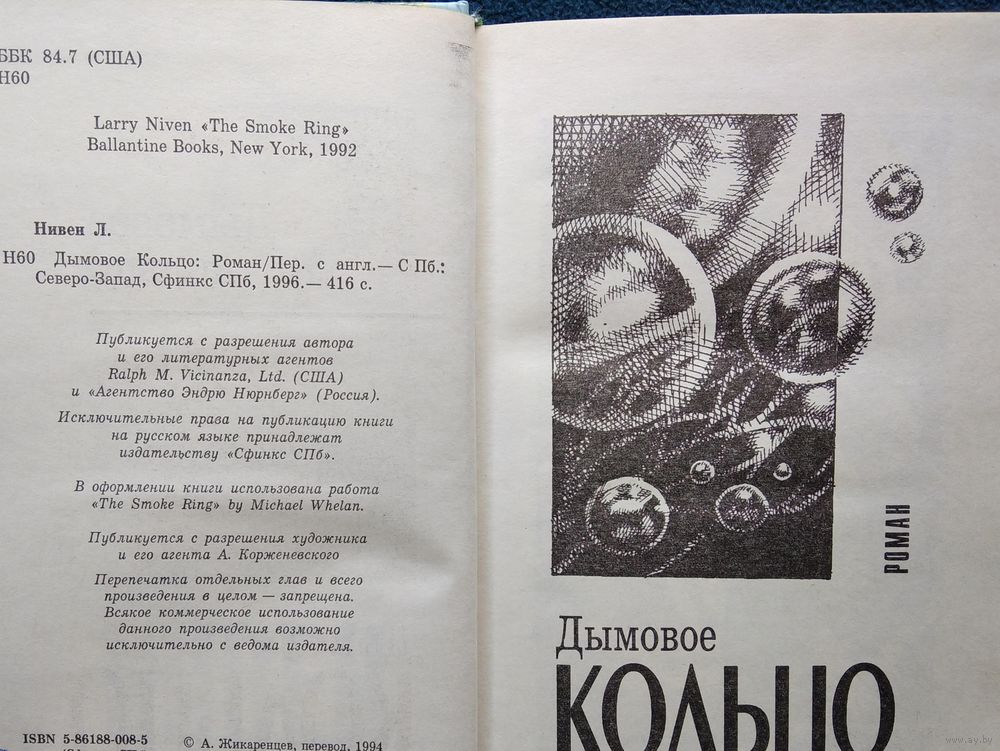 ББК 84.7 (США)
Н60
Larry Niven «The Smoke Ring»
Ballantine Books, New York, 1992
Нивен Л.
Н60 Дымовое Кольцо: Роман/Пер. с англ.— С Пб.:
Северо-Запад, Сфинкс СПб, 1996.— 416 с.
Публикуется с разрешения автора
и его литературных агентов
Ralph M. Vicinanza, Ltd. (США)
и «Агентство Эндрю Нюрнберг» (Россия).
Исключительные права на публикацию книги
на русском языке принадлежат
издательству «Сфинкс СПб».
В оформлении книги использована работа
«The Smoke Ring» by Michael Whelan.
Публикуется с разрешения художника
и его агента А. Корженевского
Перепечатка отдельных глав и всего
произведения в целом — запрещена.
Всякое коммерческое использование
данного произведения возможно
исключительно с ведома издателя.
ISBN 5-86188-008-5
© А. Жикаренцев, перевод, 1994
РОМАН
Дымовое
КОЛЬЦО
www.ay.by